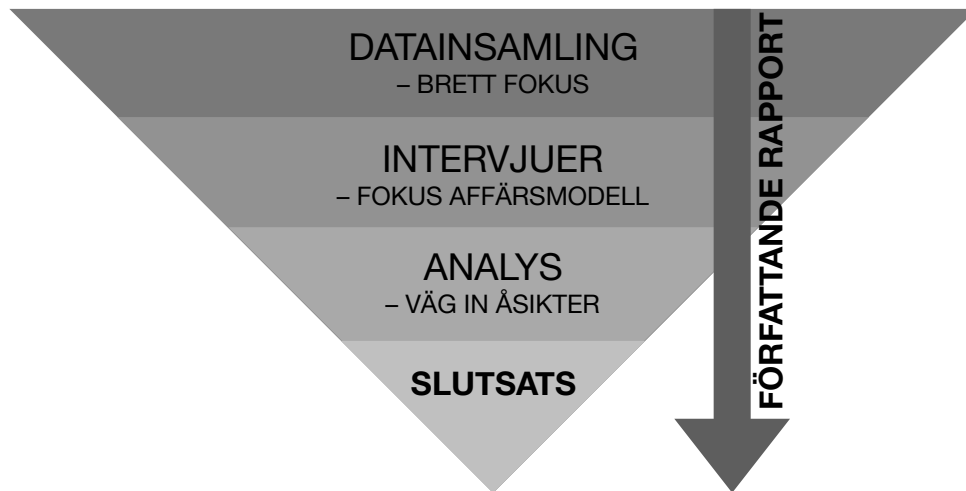 DATAINSAMLING
– BRETT FOKUS
INTERVJUER
– FOKUS AFFÄRSMODELL
ANALYS
– VÄG IN ÅSIKTER
SLUTSATS
FÖRFATTANDE RAPPORT